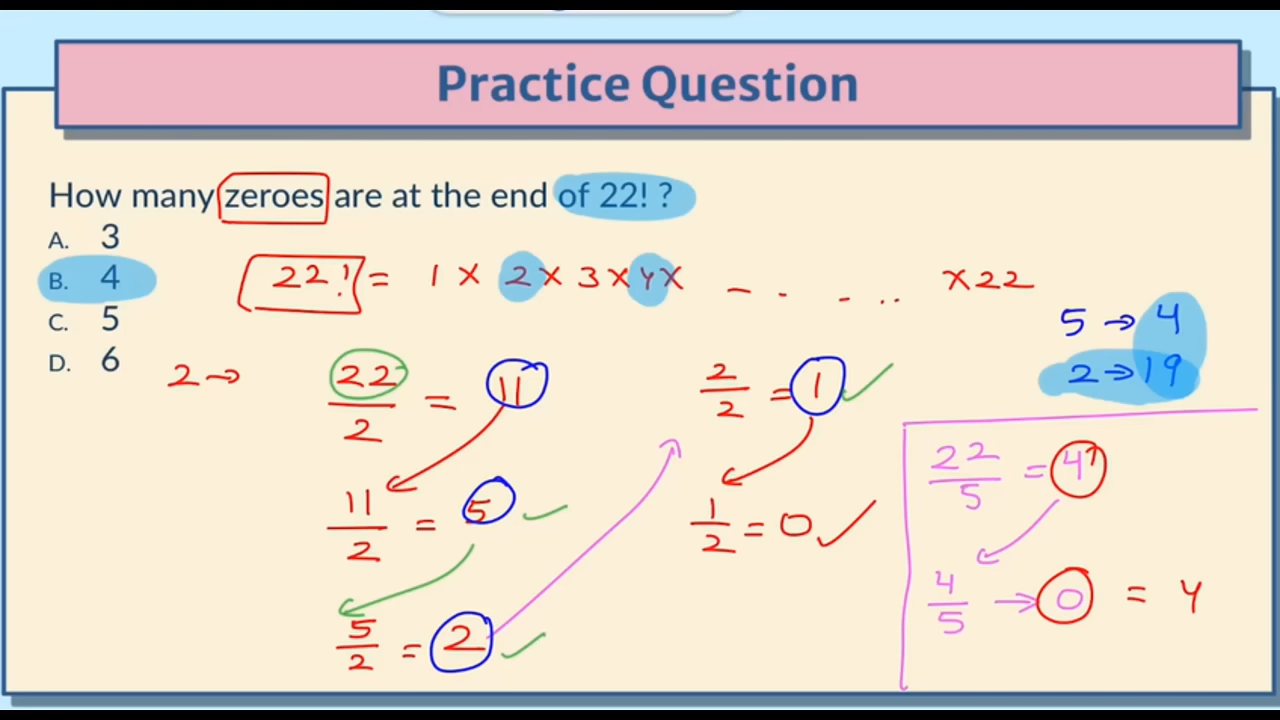 Practice Question
How many zeroes are at the end of 22! ?
A. 3
B. 4
C. 5
D. 6
22! = 1 × 2 × 3 × 4 × - . - .. × 22
5 → 4
2 → 19
2 →
22/2 = 11
11/2 = 5
5/2 = 2
2/2 = 1
1/2 = 0
22/5 = 4
4/5 → 0 = 4